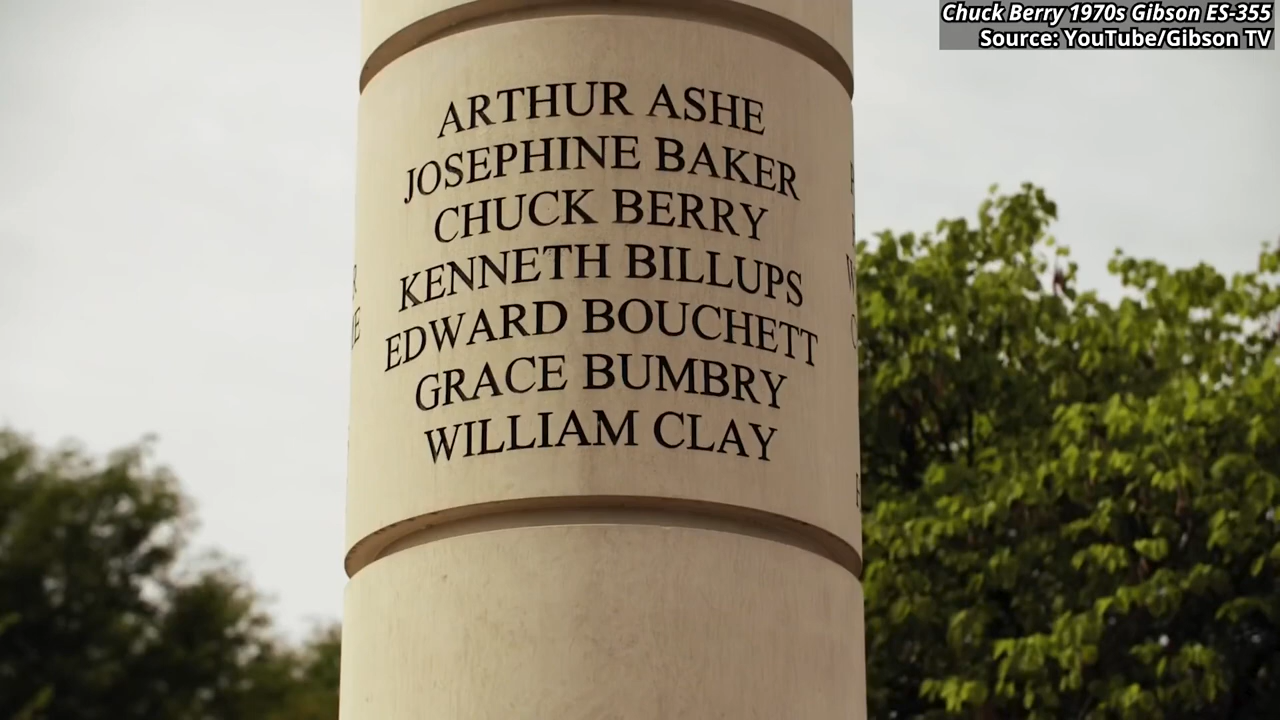 Chuck Berry 1970s Gibson ES-355
Source: YouTube/Gibson TV
ARTHUR ASHE
JOSEPHINE BAKER
CHUCK BERRY
KENNETH BILLUPS
EDWARD BOUCHETT
GRACE BUMBRY
WILLIAM CLAY